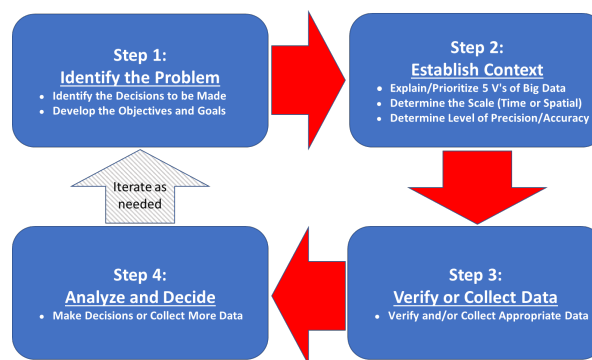 Step 1:
Identify the Problem
• Identify the Decisions to be Made
• Develop the Objectives and Goals
Step 2:
Establish Context
• Explain/Prioritize 5 V's of Big Data
• Determine the Scale (Time or Spatial)
• Determine Level of Precision/Accuracy
Step 3:
Verify or Collect Data
• Verify and/or Collect Appropriate Data
Step 4:
Analyze and Decide
• Make Decisions or Collect More Data
Iterate as
needed